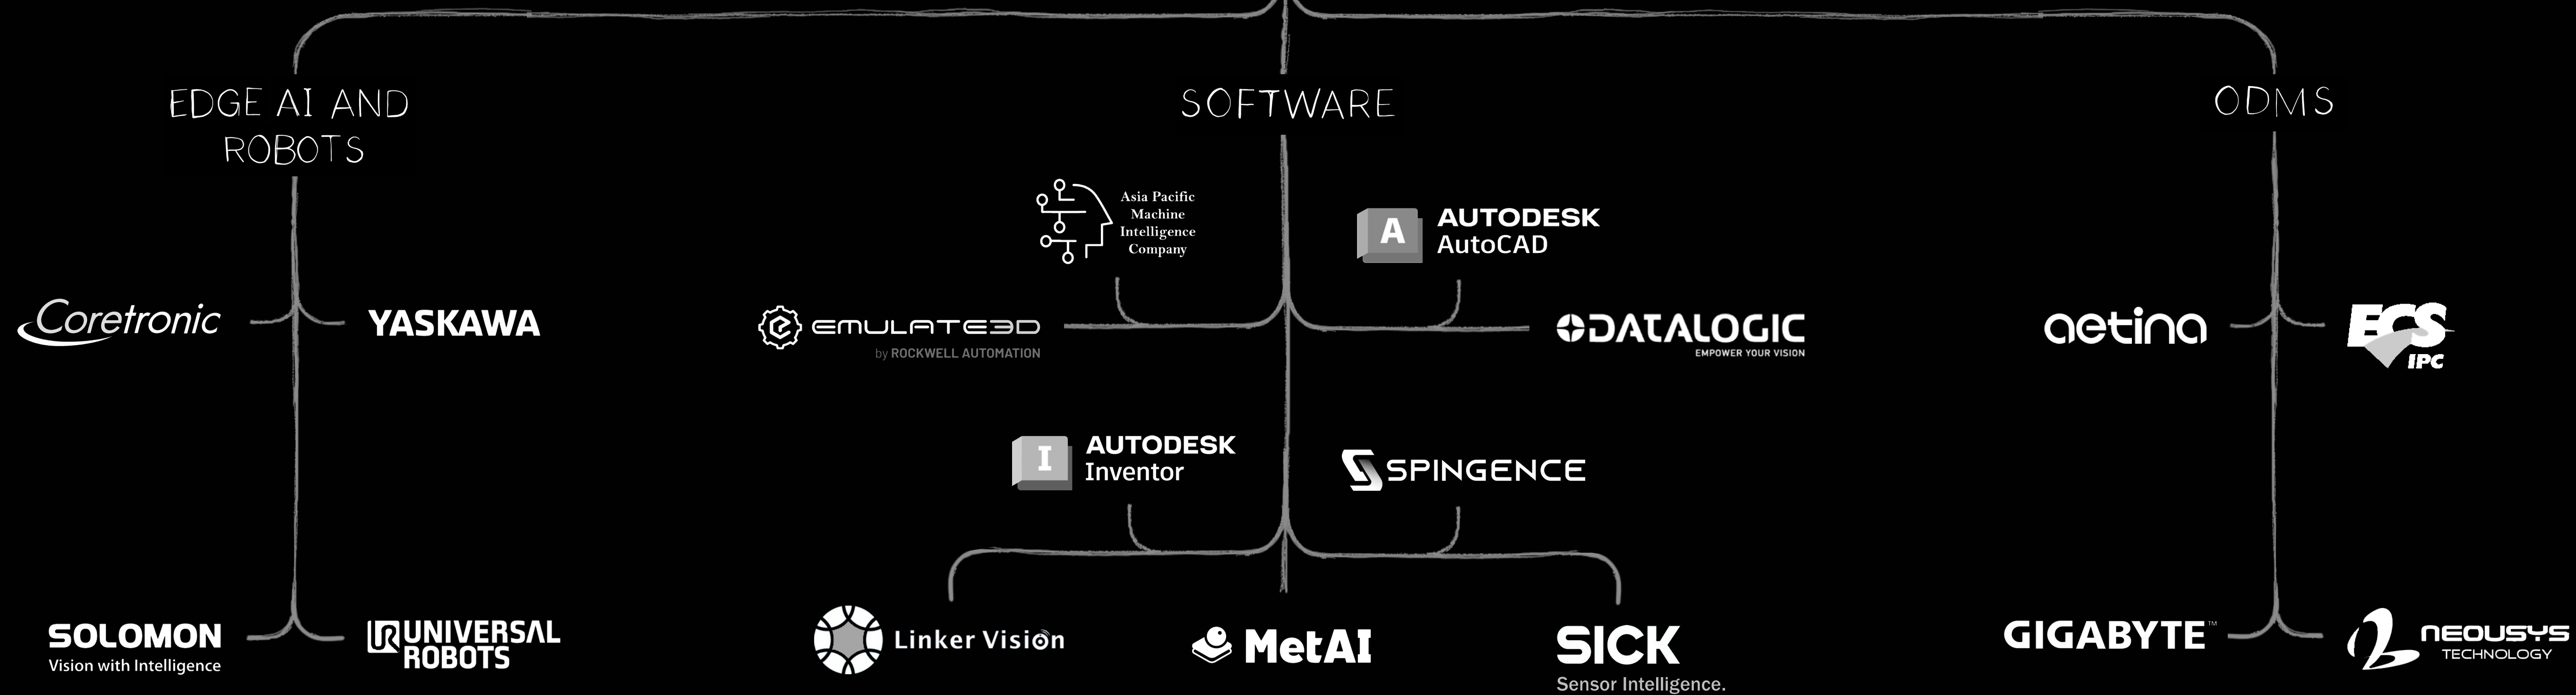 EDGE AI AND
ROBOTS
Coretronic
YASKAWA
SOLOMON
Vision with Intelligence
UNIVERSAL
ROBOTS
SOFTWARE
Asia Pacific
Machine
Intelligence
Company
A
AUTODESK
AutoCAD
EMULATE3D
by ROCKWELL AUTOMATION
DATALOGIC
EMPOWER YOUR VISION
I
AUTODESK
Inventor
SPINGENCE
Linker Vision
MetAI
SICK
Sensor Intelligence.
ODMS
aetina
ECS
IPC
GIGABYTE™
NEOUSYS
TECHNOLOGY